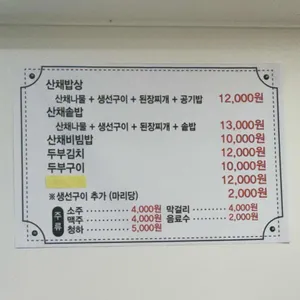 산채밥상
산채나물 + 생선구이 + 된장찌개 + 공기밥 12,000원
산채솥밥
산채나물 + 생선구이 + 된장찌개 + 솥밥 13,000원
산채비빔밥 10,000원
두부김치 12,000원
두부구이 10,000원
12,000원
※생선구이 추가 (마리당) 2,000원
주류
소주 4,000원 막걸리 4,000원
맥주 4,000원 음료수 2,000원
청하 5,000원